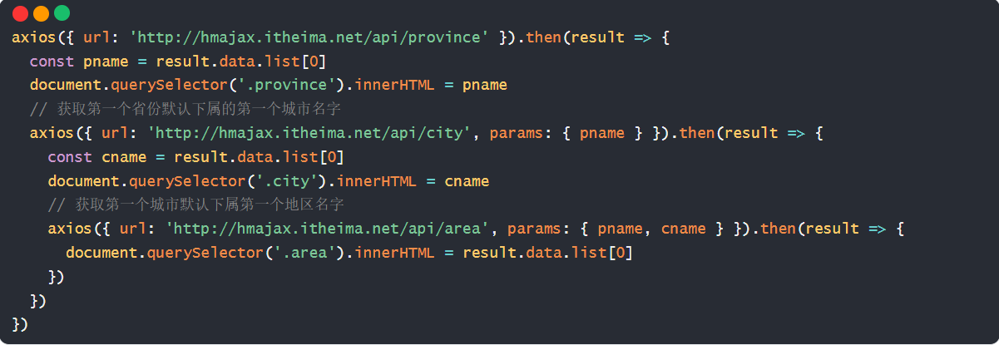 axios({ url: 'http://hmajax.itheima.net/api/province' }).then(result => {
  const pname = result.data.list[0]
  document.querySelector('.province').innerHTML = pname
  // 获取第一个省份默认下属的第一个城市名字
  axios({ url: 'http://hmajax.itheima.net/api/city', params: { pname } }).then(result => {
    const cname = result.data.list[0]
    document.querySelector('.city').innerHTML = cname
    // 获取第一个城市默认下属第一个地区名字
    axios({ url: 'http://hmajax.itheima.net/api/area', params: { pname, cname } }).then(result => {
      document.querySelector('.area').innerHTML = result.data.list[0]
    })
  })
})